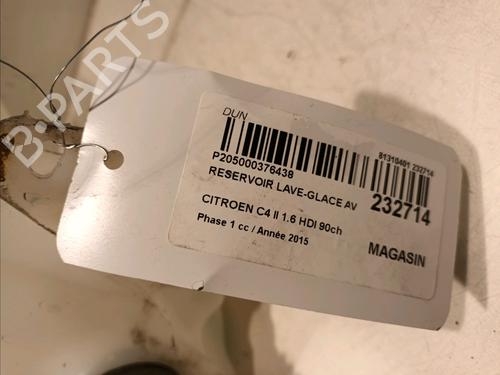 B-PARTS
DUN
81310401 232714
P205000376438
RESERVOIR LAVE-GLACE AV
232714
CITROEN C4 II 1.6 HDI 90ch
Phase 1 cc / Année 2015
MAGASIN